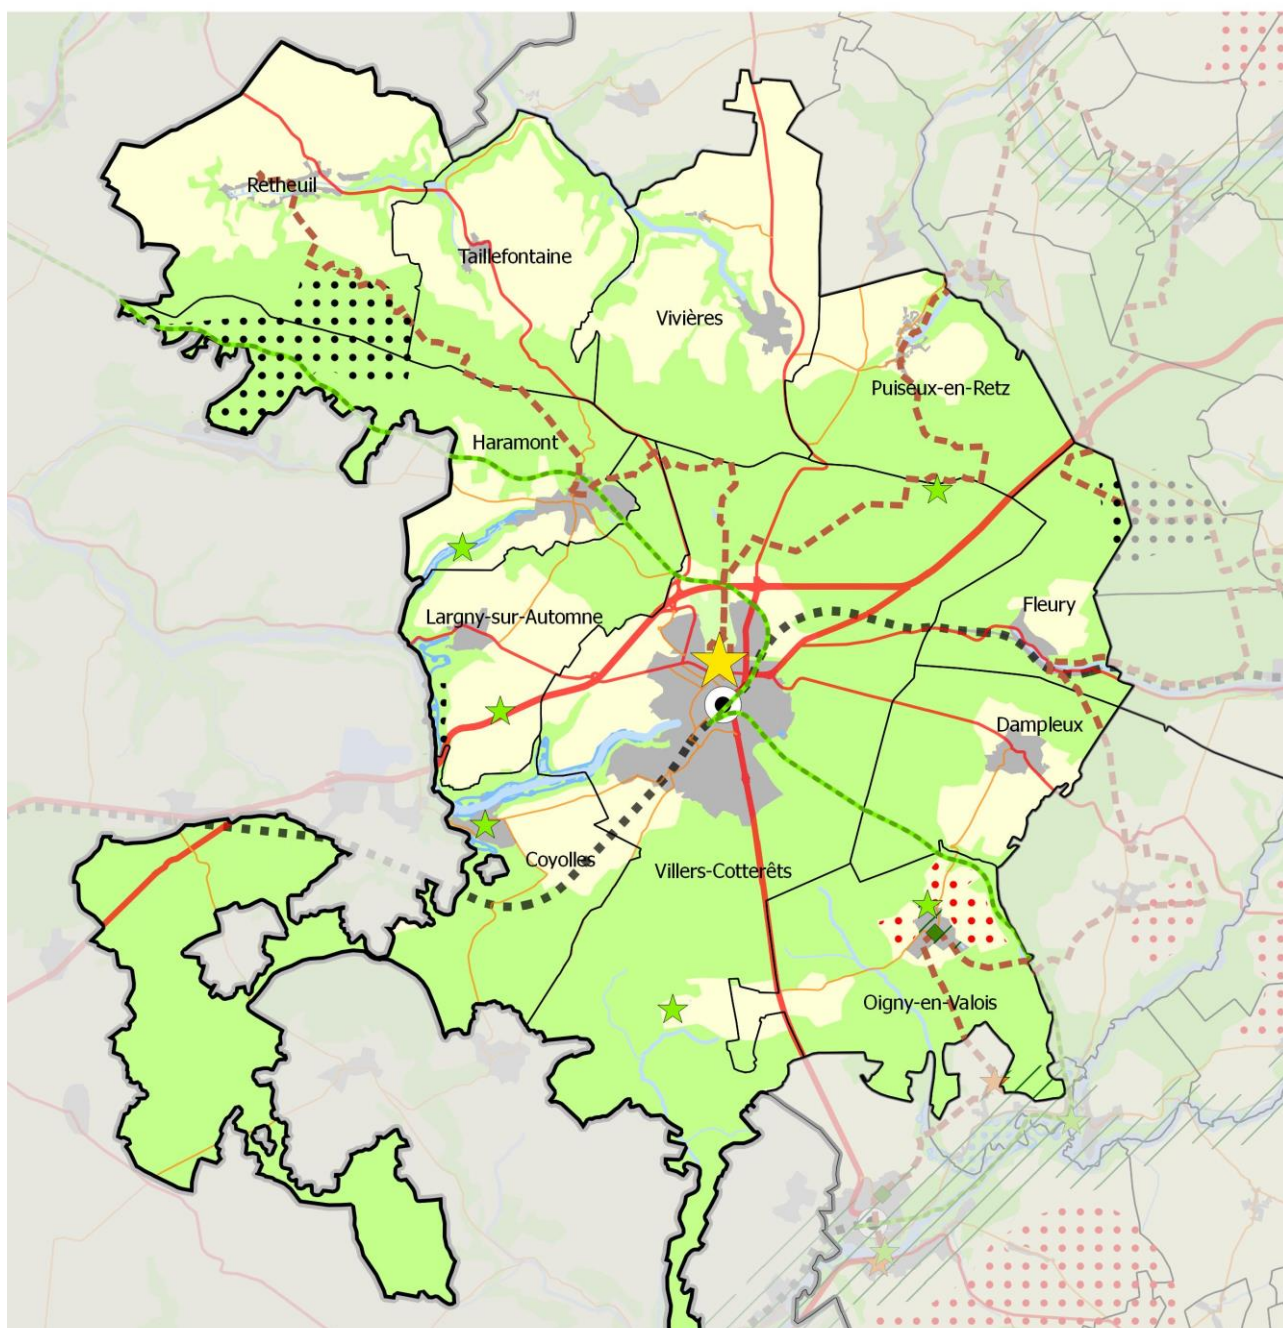 Retheuil
Taillefontaine
Vivières
Puiseux-en-Retz
Haramont
Largny-sur-Automne
Fleury
Dampleux
Coyolles
Villers-Cotterêts
Oigny-en-Valois